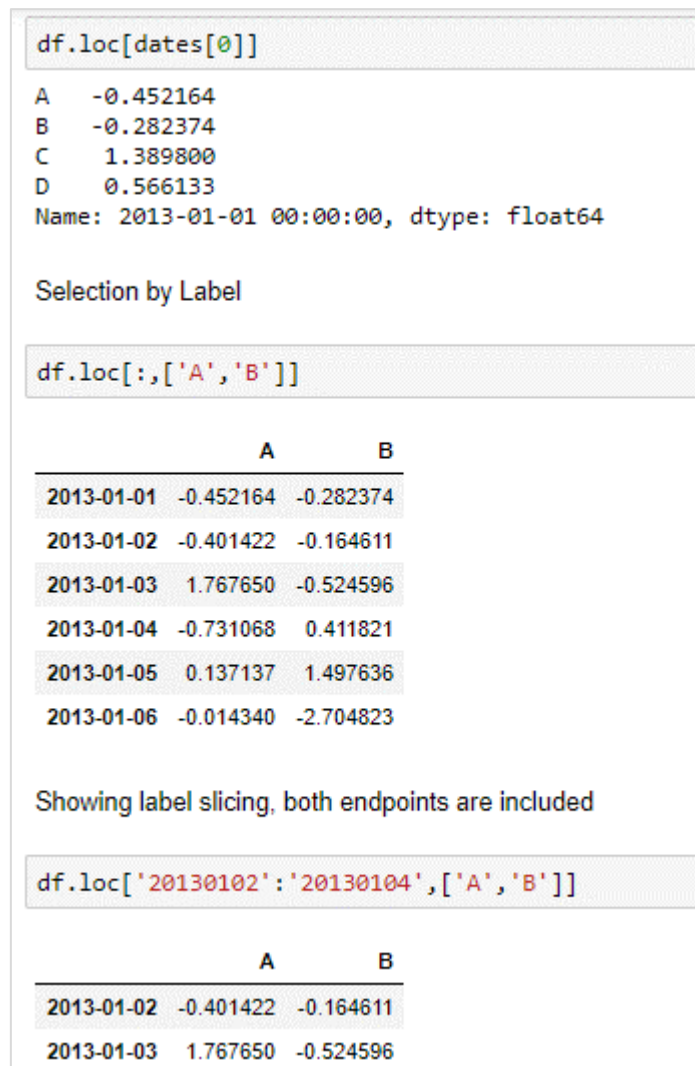 df.loc[dates[0]]
A -0.452164
B -0.282374
C 1.389800
D 0.566133
Name: 2013-01-01 00:00:00, dtype: float64
Selection by Label
df.loc[:,['A','B']]
A B
2013-01-01 -0.452164 -0.282374
2013-01-02 -0.401422 -0.164611
2013-01-03 1.767650 -0.524596
2013-01-04 -0.731068 0.411821
2013-01-05 0.137137 1.497636
2013-01-06 -0.014340 -2.704823
Showing label slicing, both endpoints are included
df.loc['20130102':'20130104',['A','B']]
A B
2013-01-02 -0.401422 -0.164611
2013-01-03 1.767650 -0.524596